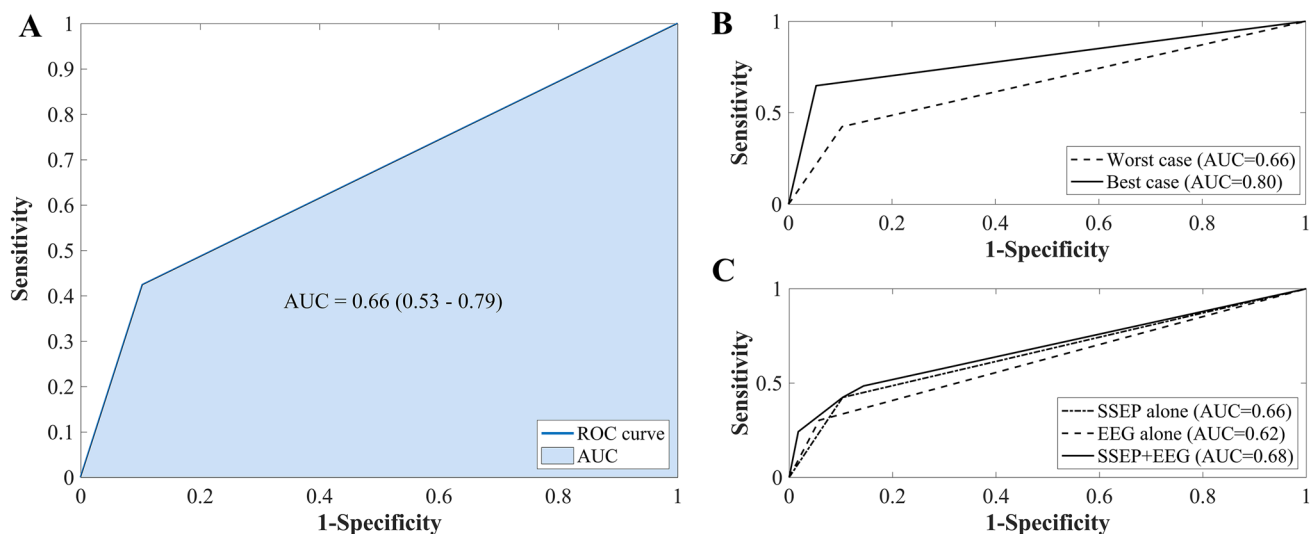 A
1
0.9
0.8
0.7
0.6
0.5
0.4
0.3
0.2
0.1
0
Sensitivity
AUC = 0.66 (0.53 - 0.79)
ROC curve
AUC
0 0.2 0.4 0.6 0.8 1
1-Specificity
B
1
0.5
0
Sensitivity
Worst case (AUC=0.66)
Best case (AUC=0.80)
0 0.2 0.4 0.6 0.8 1
1-Specificity
C
1
0.5
0
Sensitivity
SSEP alone (AUC=0.66)
EEG alone (AUC=0.62)
SSEP+EEG (AUC=0.68)
0 0.2 0.4 0.6 0.8 1
1-Specificity